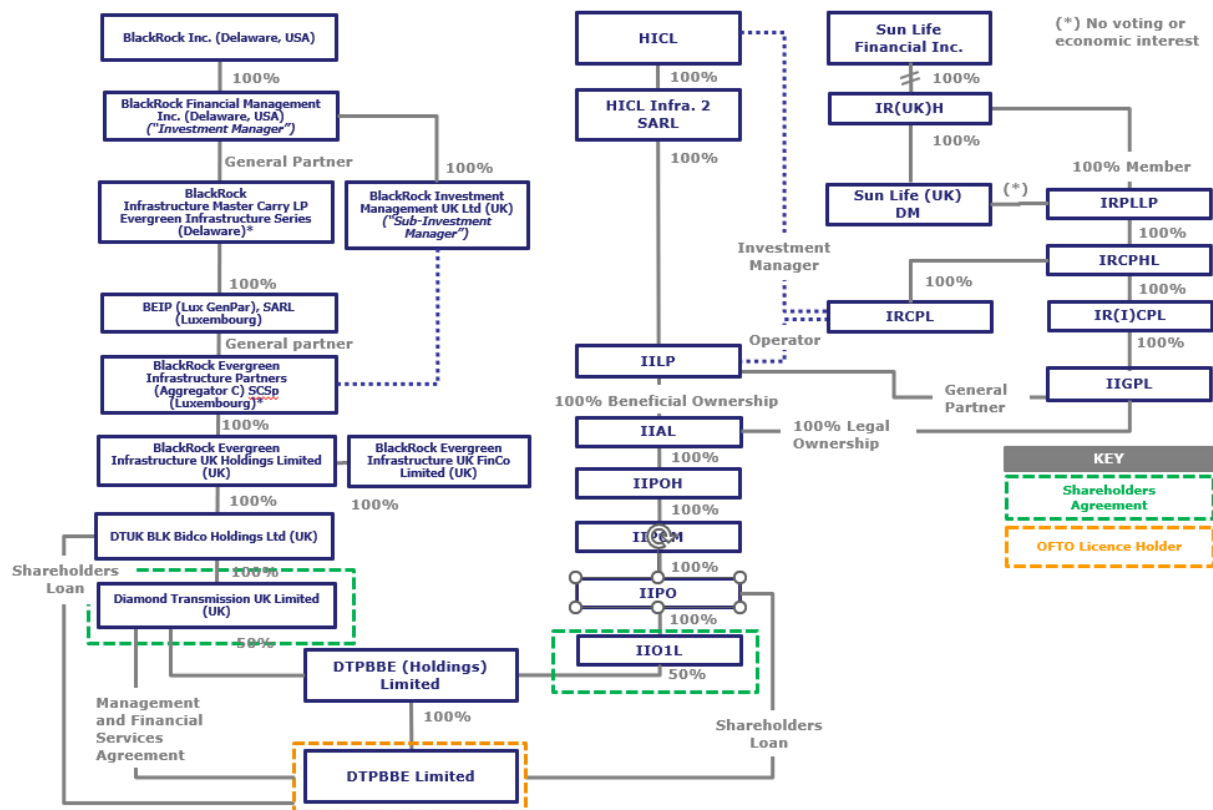 BlackRock Inc. (Delaware, USA)
100%
BlackRock Financial Management
Inc. (Delaware, USA)
("Investment Manager")
General Partner
100%
BlackRock
Infrastructure Master Carry LP
Evergreen Infrastructure Series
(Delaware)*
BlackRock Investment
Management UK Ltd (UK)
("Sub-Investment
Manager")
100%
BEIP (Lux GenPar), SARL
(Luxembourg)
General partner
BlackRock Evergreen
Infrastructure Partners
(Aggregator C) SCSp
(Luxembourg)*
100%
BlackRock Evergreen
Infrastructure UK Holdings Limited
(UK)
BlackRock Evergreen
Infrastructure UK FinCo
Limited (UK)
100%
100%
DTUK BLK Bidco Holdings Ltd (UK)
Shareholders
Loan
100%
Diamond Transmission UK Limited
(UK)
50%
Management
and Financial
Services
Agreement
HICL
100%
HICL Infra. 2
SARL
100%
Investment
Manager
Operator
IILP
100% Beneficial Ownership
IIAL
100% Legal
Ownership
100%
IIPOH
100%
100%
IIPO
100%
IIO1L
50%
DTPBBE (Holdings)
Limited
100%
DTPBBE Limited
Shareholders
Loan
Sun Life
Financial Inc.
100%
IR(UK)H
100%
100% Member
Sun Life (UK)
DM
(*)
IRPLLP
100%
IRCPHL
100%
100%
IRCPL
IR(I)CPL
100%
General
Partner
IIGPL
(*) No voting or
economic interest
KEY
Shareholders
Agreement
OFTO Licence Holder